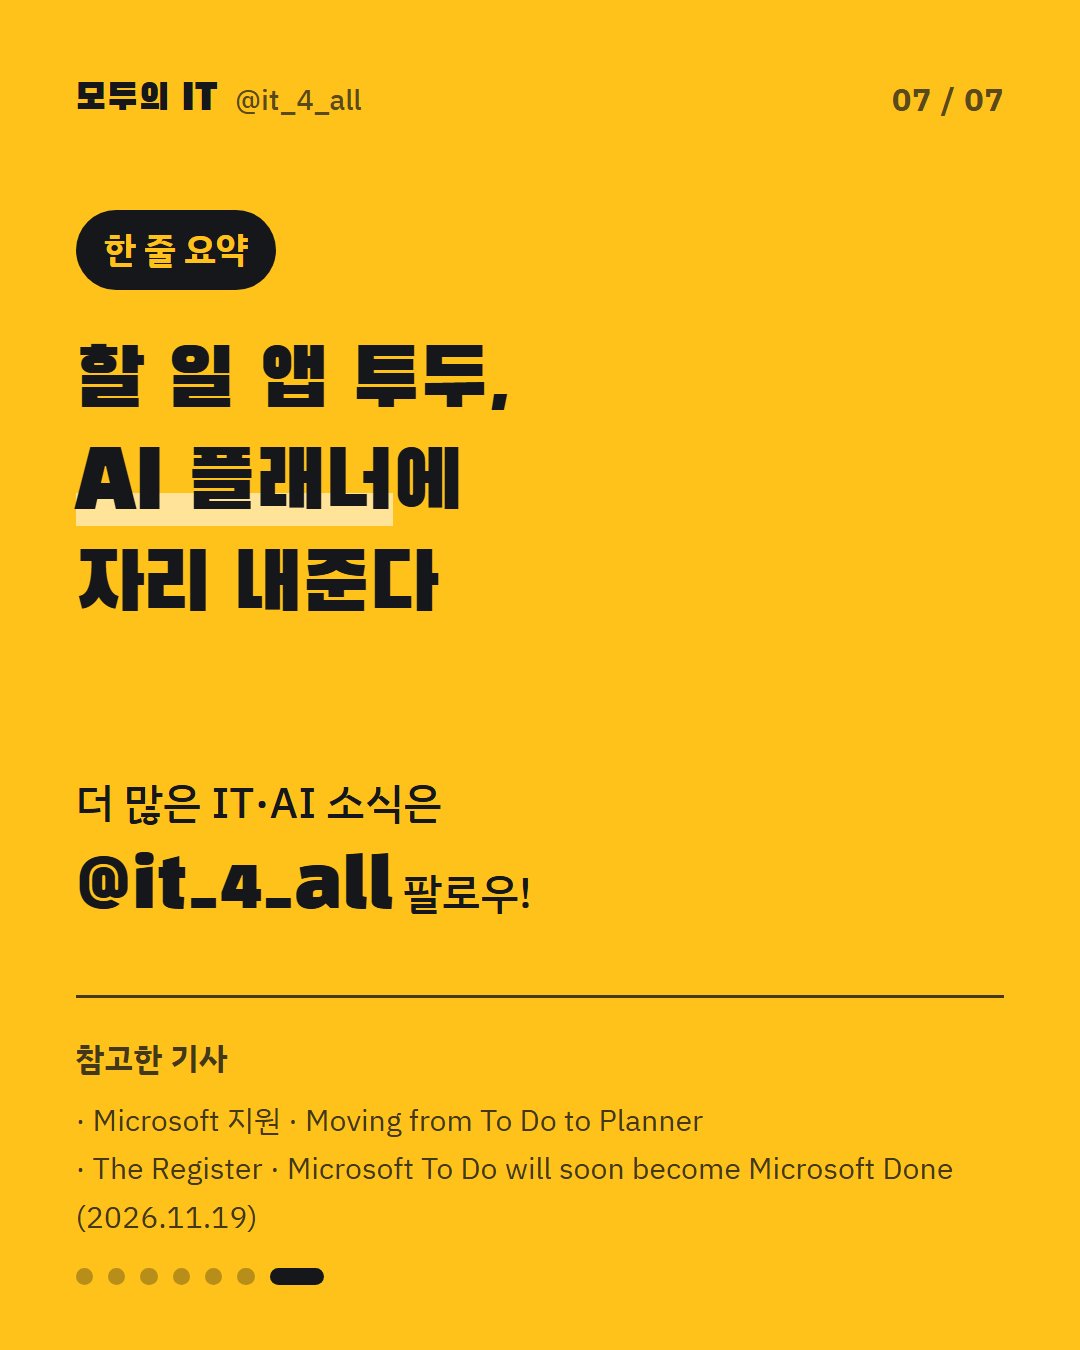 모두의 IT @it_4_all
07 / 07
한 줄 요약
할 일 앱 투두,
AI 플래너에
자리 내준다
더 많은 IT·AI 소식은
@it_4_all 팔로우!
참고한 기사
· Microsoft 지원 · Moving from To Do to Planner
· The Register · Microsoft To Do will soon become Microsoft Done
(2026.11.19)